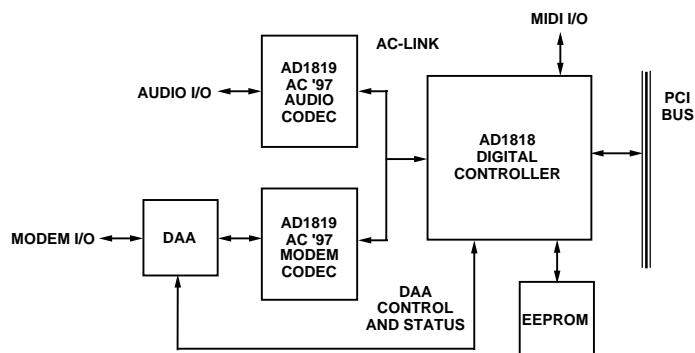 MIDI I/O
AC-LINK
AD1819
AC '97
AUDIO
CODEC
AUDIO I/O
AD1818
DIGITAL
CONTROLLER
PCI
BUS
AD1819
AC '97
MODEM
CODEC
MODEM I/O
DAA
DAA
CONTROL
AND STATUS
EEPROM